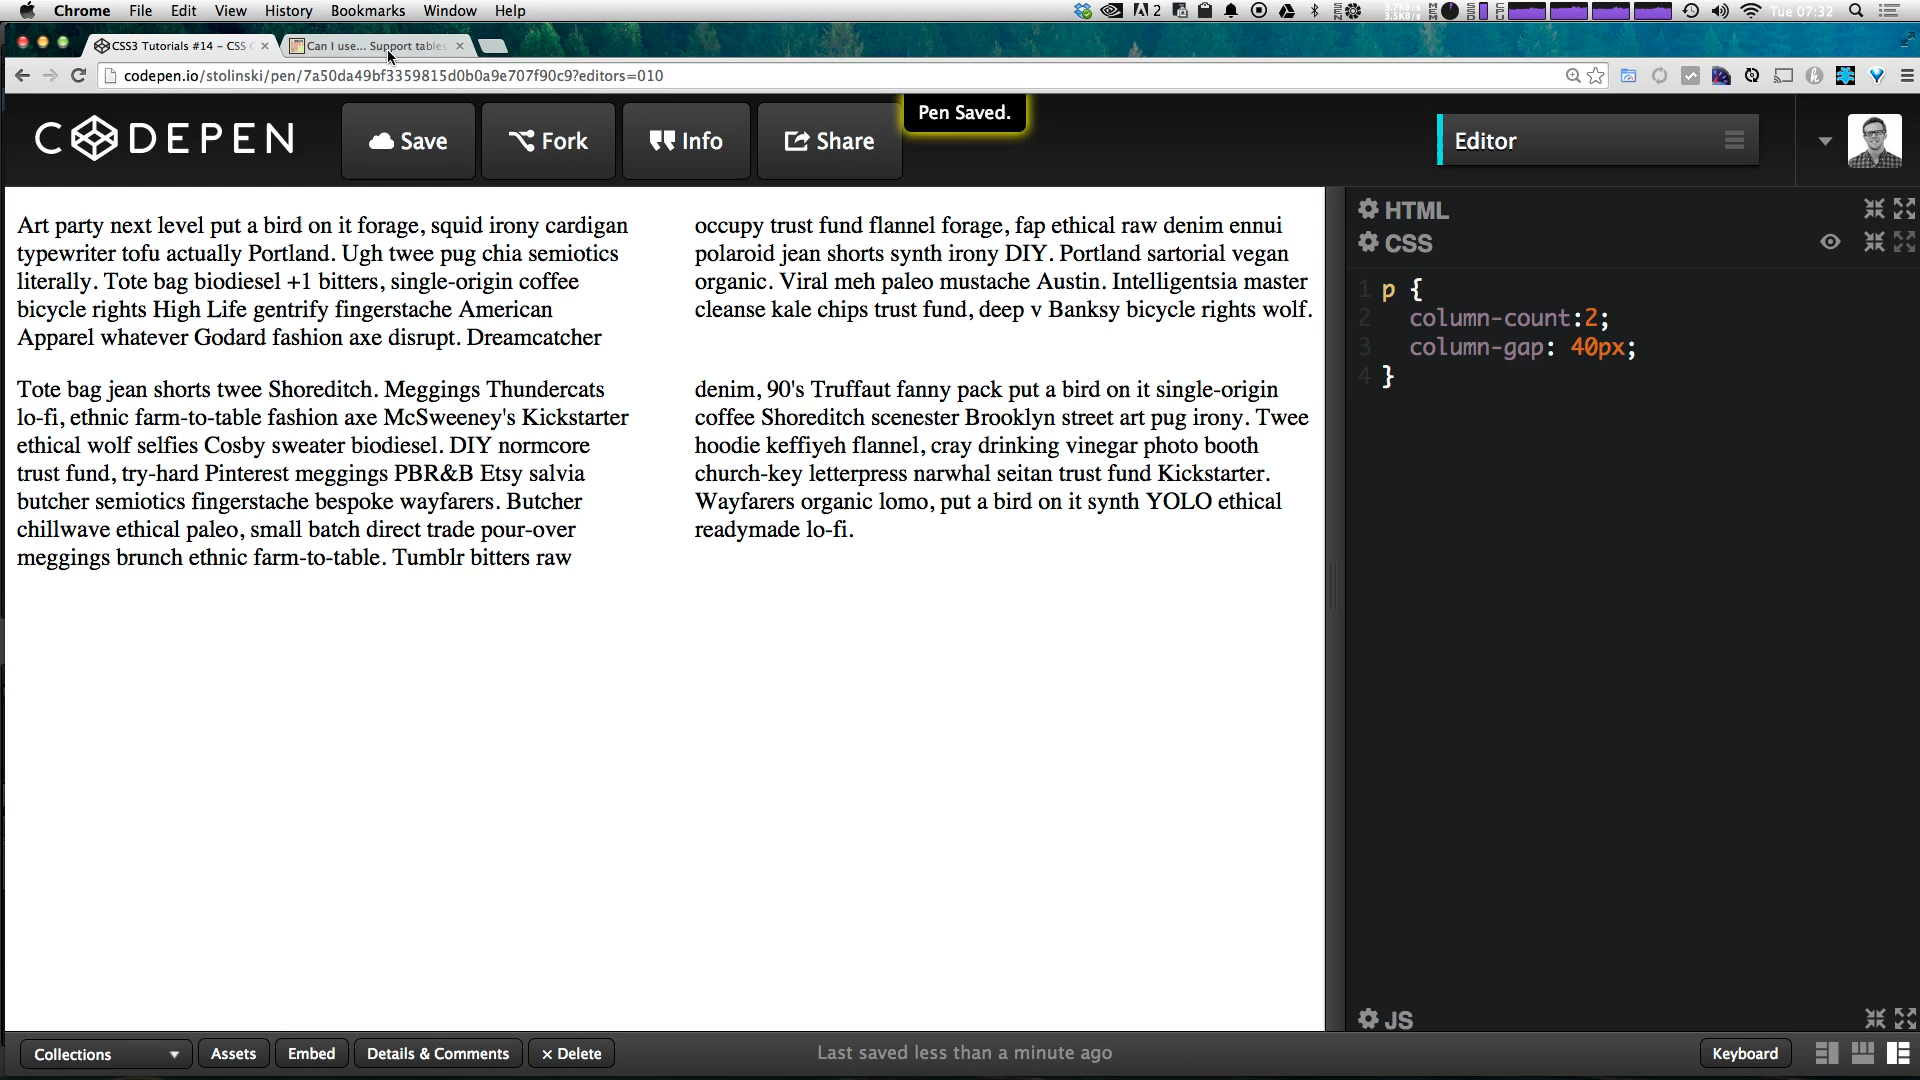 Chrome File Edit View History Bookmarks Window Help
2
Tue 07:32
CSS3 Tutorials #14 – CSS
Can I use... Support tables
codepen.io/stolinski/pen/7a50da49bf3359815d0b0a9e707f90c9?editors=010
CODEPEN
Save
Fork
Info
Share
Pen Saved.
Editor
Art party next level put a bird on it forage, squid irony cardigan
typewriter tofu actually Portland. Ugh twee pug chia semiotics
literally. Tote bag biodiesel +1 bitters, single-origin coffee
bicycle rights High Life gentrify fingerstache American
Apparel whatever Godard fashion axe disrupt. Dreamcatcher
occupy trust fund flannel forage, fap ethical raw denim ennui
polaroid jean shorts synth irony DIY. Portland sartorial vegan
organic. Viral meh paleo mustache Austin. Intelligentsia master
cleanse kale chips trust fund, deep v Banksy bicycle rights wolf.
Tote bag jean shorts twee Shoreditch. Meggings Thundercats
lo-fi, ethnic farm-to-table fashion axe McSweeney's Kickstarter
ethical wolf selfies Cosby sweater biodiesel. DIY normcore
trust fund, try-hard Pinterest meggings PBR&B Etsy salvia
butcher semiotics fingerstache bespoke wayfarers. Butcher
chillwave ethical paleo, small batch direct trade pour-over
meggings brunch ethnic farm-to-table. Tumblr bitters raw
denim, 90's Truffaut fanny pack put a bird on it single-origin
coffee Shoreditch scenester Brooklyn street art pug irony. Twee
hoodie keffiyeh flannel, cray drinking vinegar photo booth
church-key letterpress narwhal seitan trust fund Kickstarter.
Wayfarers organic lomo, put a bird on it synth YOLO ethical
readymade lo-fi.
HTML
CSS
1 p {
2 column-count:2;
3 column-gap: 40px;
4 }
JS
Collections
Assets
Embed
Details & Comments
× Delete
Last saved less than a minute ago
Keyboard